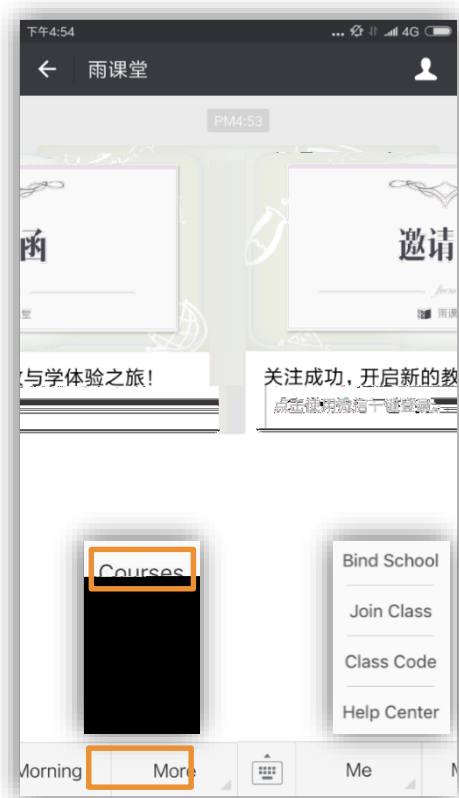 下午4:54
... 4G
雨课堂
PM4:53
函
邀请
与学体验之旅！
关注成功，开启新的教
Courses
Bind School
Join Class
Class Code
Help Center
Morning
More
Me